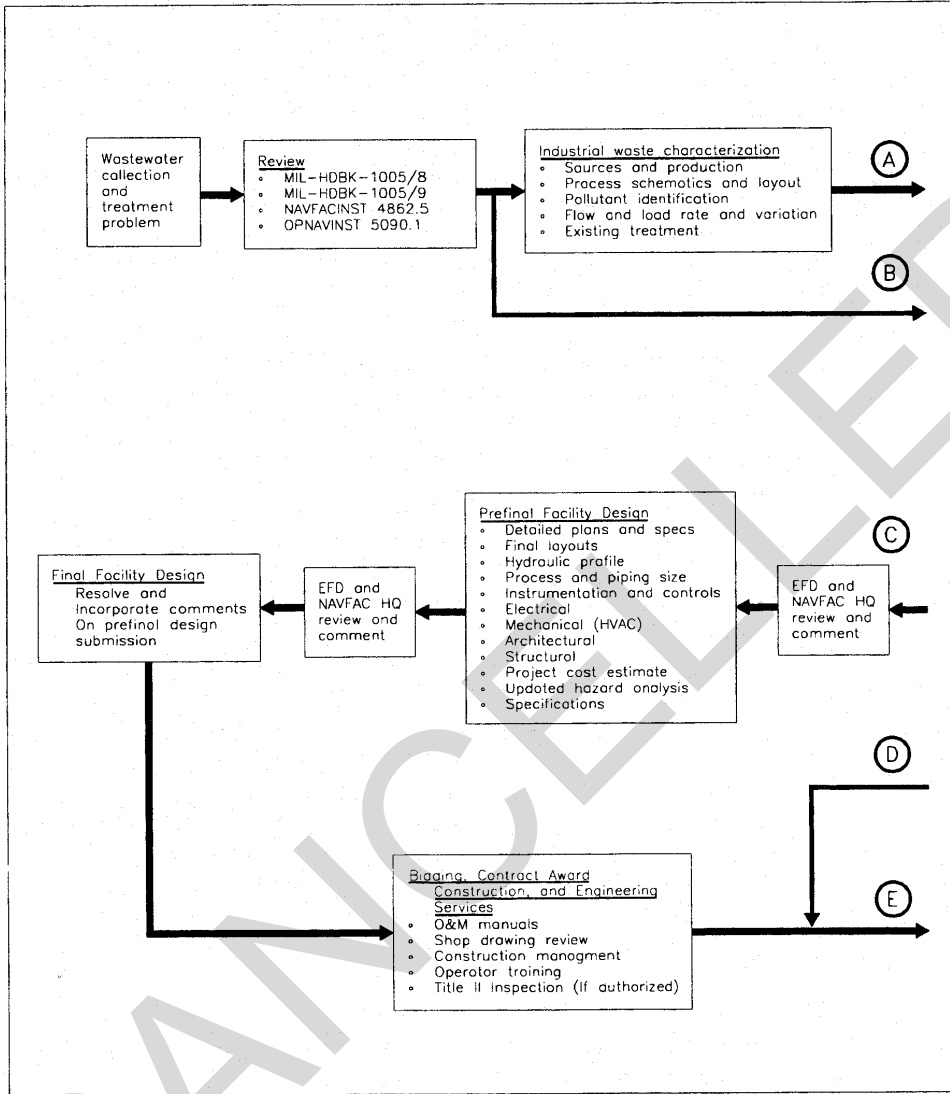 Wastewater
collection
and
treatment
problem
Review
∘ MIL-HDBK-1005/8
∘ MIL-HDBK-1005/9
∘ NAVFACINST 4862.5
∘ OPNAVINST 5090.1
Industrial waste characterization
∘ Sources and production
∘ Process schematics and layout
∘ Pollutant identification
∘ Flow and load rate and variation
∘ Existing treatment
A
B
Final Facility Design
Resolve and
Incorporate comments
On prefinal design
submission
EFD and
NAVFAC HQ
review and
comment
Prefinal Facility Design
∘ Detailed plans and specs
∘ Final layouts
∘ Hydraulic profile
∘ Process and piping size
∘ Instrumentation and controls
∘ Electrical
∘ Mechanical (HVAC)
∘ Architectural
∘ Structural
∘ Project cost estimate
∘ Updated hazard analysis
∘ Specifications
C
EFD and
NAVFAC HQ
review and
comment
D
Bidding, Contract Award
Construction, and Engineering
Services
∘ O&M manuals
∘ Shop drawing review
∘ Construction managment
∘ Operator training
∘ Title II Inspection (If authorized)
E
ANCELLED